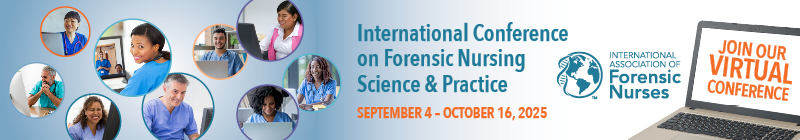 International Conference
on Forensic Nursing
Science & Practice
SEPTEMBER 4 – OCTOBER 16, 2025
INTERNATIONAL
ASSOCIATION OF
Forensic
Nurses
TM
JOIN OUR
VIRTUAL
CONFERENCE